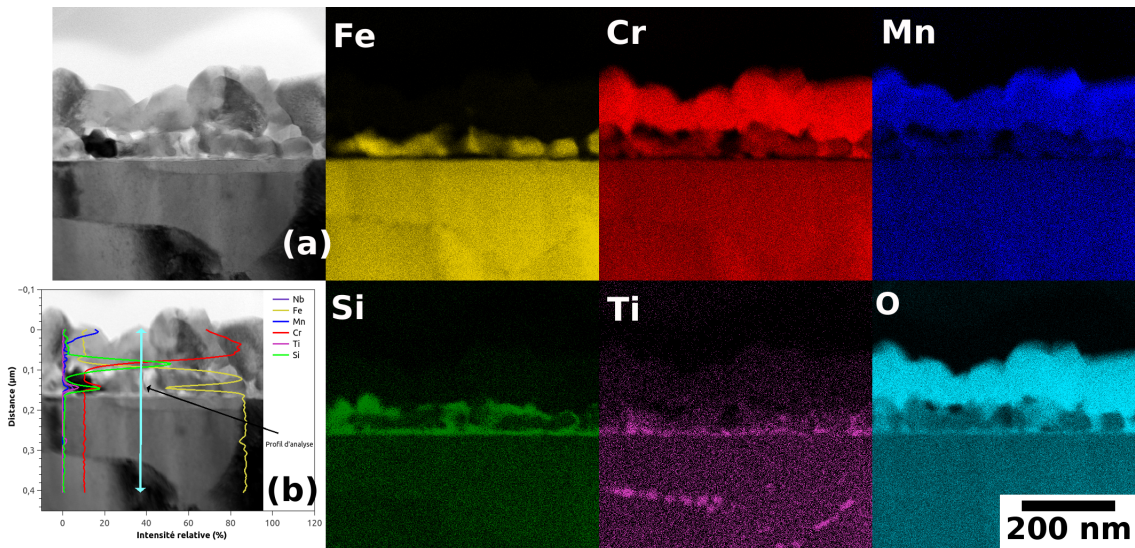 Fe
Cr
Mn
(a)
Si
Ti
O
−0,1
0
0,1
0,2
0,3
0,4
Distance (µm)
Nb
Fe
Mn
Cr
Ti
Si
Profil d'analyse
(b)
0 20 40 60 80 100 120
Intensité relative (%)
200 nm